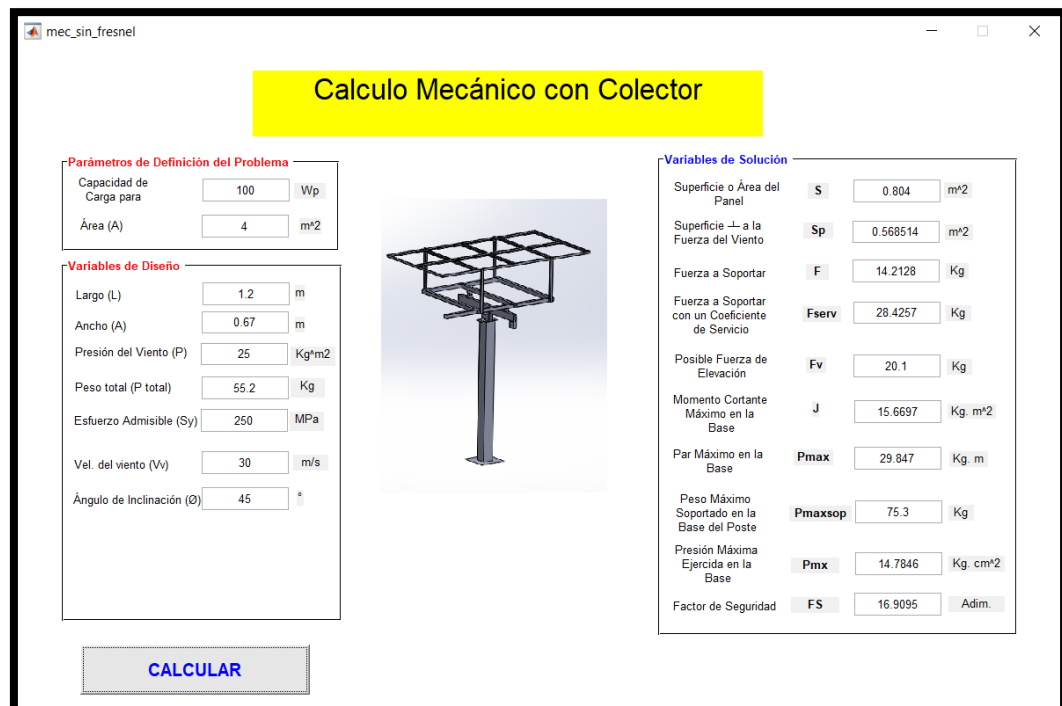 mec_sin_fresnel
Calculo Mecánico con Colector
Parámetros de Definición del Problema
Capacidad de
Carga para
100
Wp
Área (A)
4
m^2
Variables de Diseño
Largo (L)
1.2
m
Ancho (A)
0.67
m
Presión del Viento (P)
25
Kg^m2
Peso total (P total)
55.2
Kg
Esfuerzo Admisible (Sy)
250
MPa
Vel. del viento (Vv)
30
m/s
Ángulo de Inclinación (Ø)
45
°
CALCULAR
Variables de Solución
Superficie o Área del
Panel
S
0.804
m^2
Superficie ┴ a la
Fuerza del Viento
Sp
0.568514
m^2
Fuerza a Soportar
F
14.2128
Kg
Fuerza a Soportar
con un Coeficiente
de Servicio
Fserv
28.4257
Kg
Posible Fuerza de
Elevación
Fv
20.1
Kg
Momento Cortante
Máximo en la
Base
J
15.6697
Kg. m^2
Par Máximo en la
Base
Pmax
29.847
Kg. m
Peso Máximo
Soportado en la
Base del Poste
Pmaxsop
75.3
Kg
Presión Máxima
Ejercida en la
Base
Pmx
14.7846
Kg. cm^2
Factor de Seguridad
FS
16.9095
Adim.